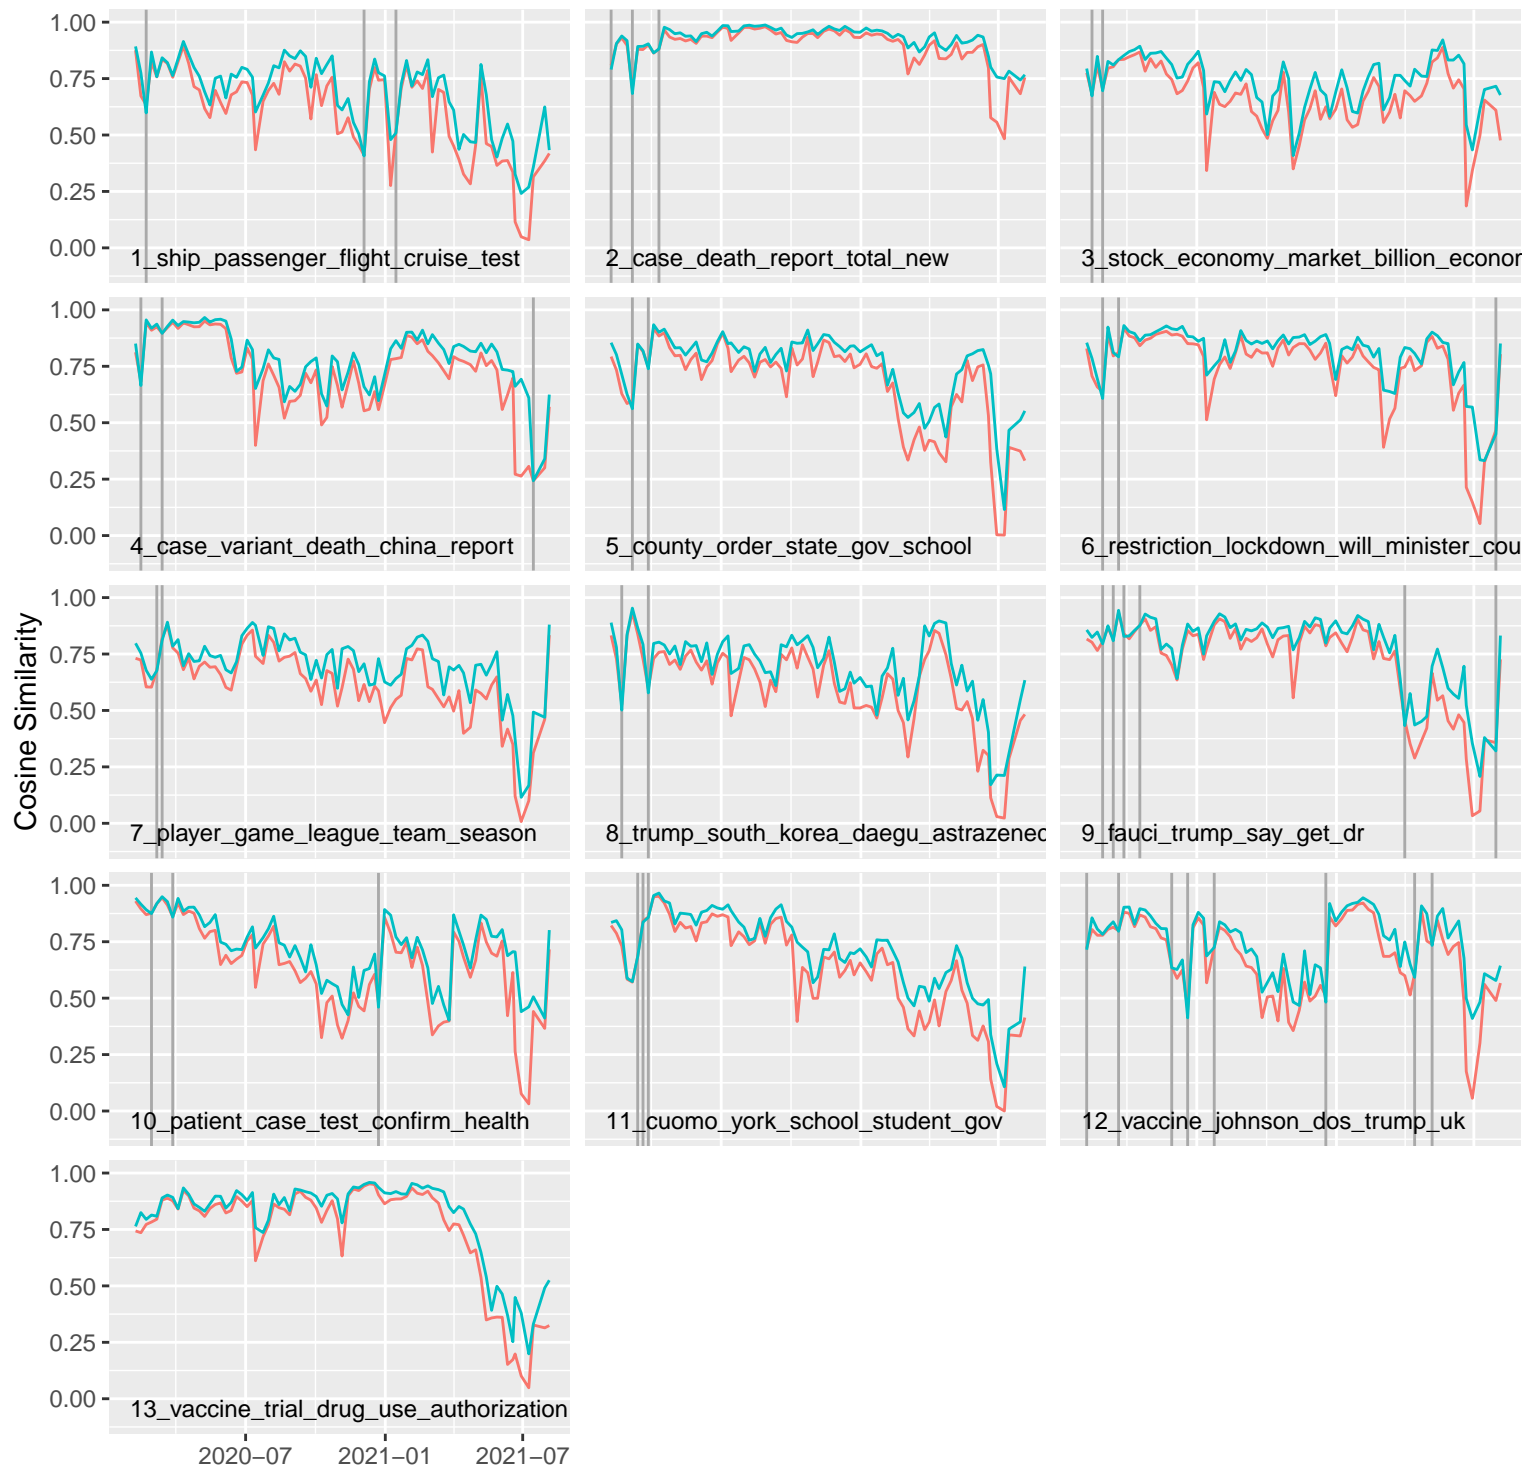 1.00
0.75
0.50
0.25
0.00
1_ship_passenger_flight_cruise_test
2_case_death_report_total_new
3_stock_economy_market_billion_econor
1.00
0.75
0.50
0.25
0.00
4_case_variant_death_china_report
5_county_order_state_gov_school
6_restriction_lockdown_will_minister_cou
Cosine Similarity
1.00
0.75
0.50
0.25
0.00
7_player_game_league_team_season
8_trump_south_korea_daegu_astrazenec
9_fauci_trump_say_get_dr
1.00
0.75
0.50
0.25
0.00
10_patient_case_test_confirm_health
11_cuomo_york_school_student_gov
12_vaccine_johnson_dos_trump_uk
1.00
0.75
0.50
0.25
0.00
13_vaccine_trial_drug_use_authorization
2020−07
2021−01
2021−07